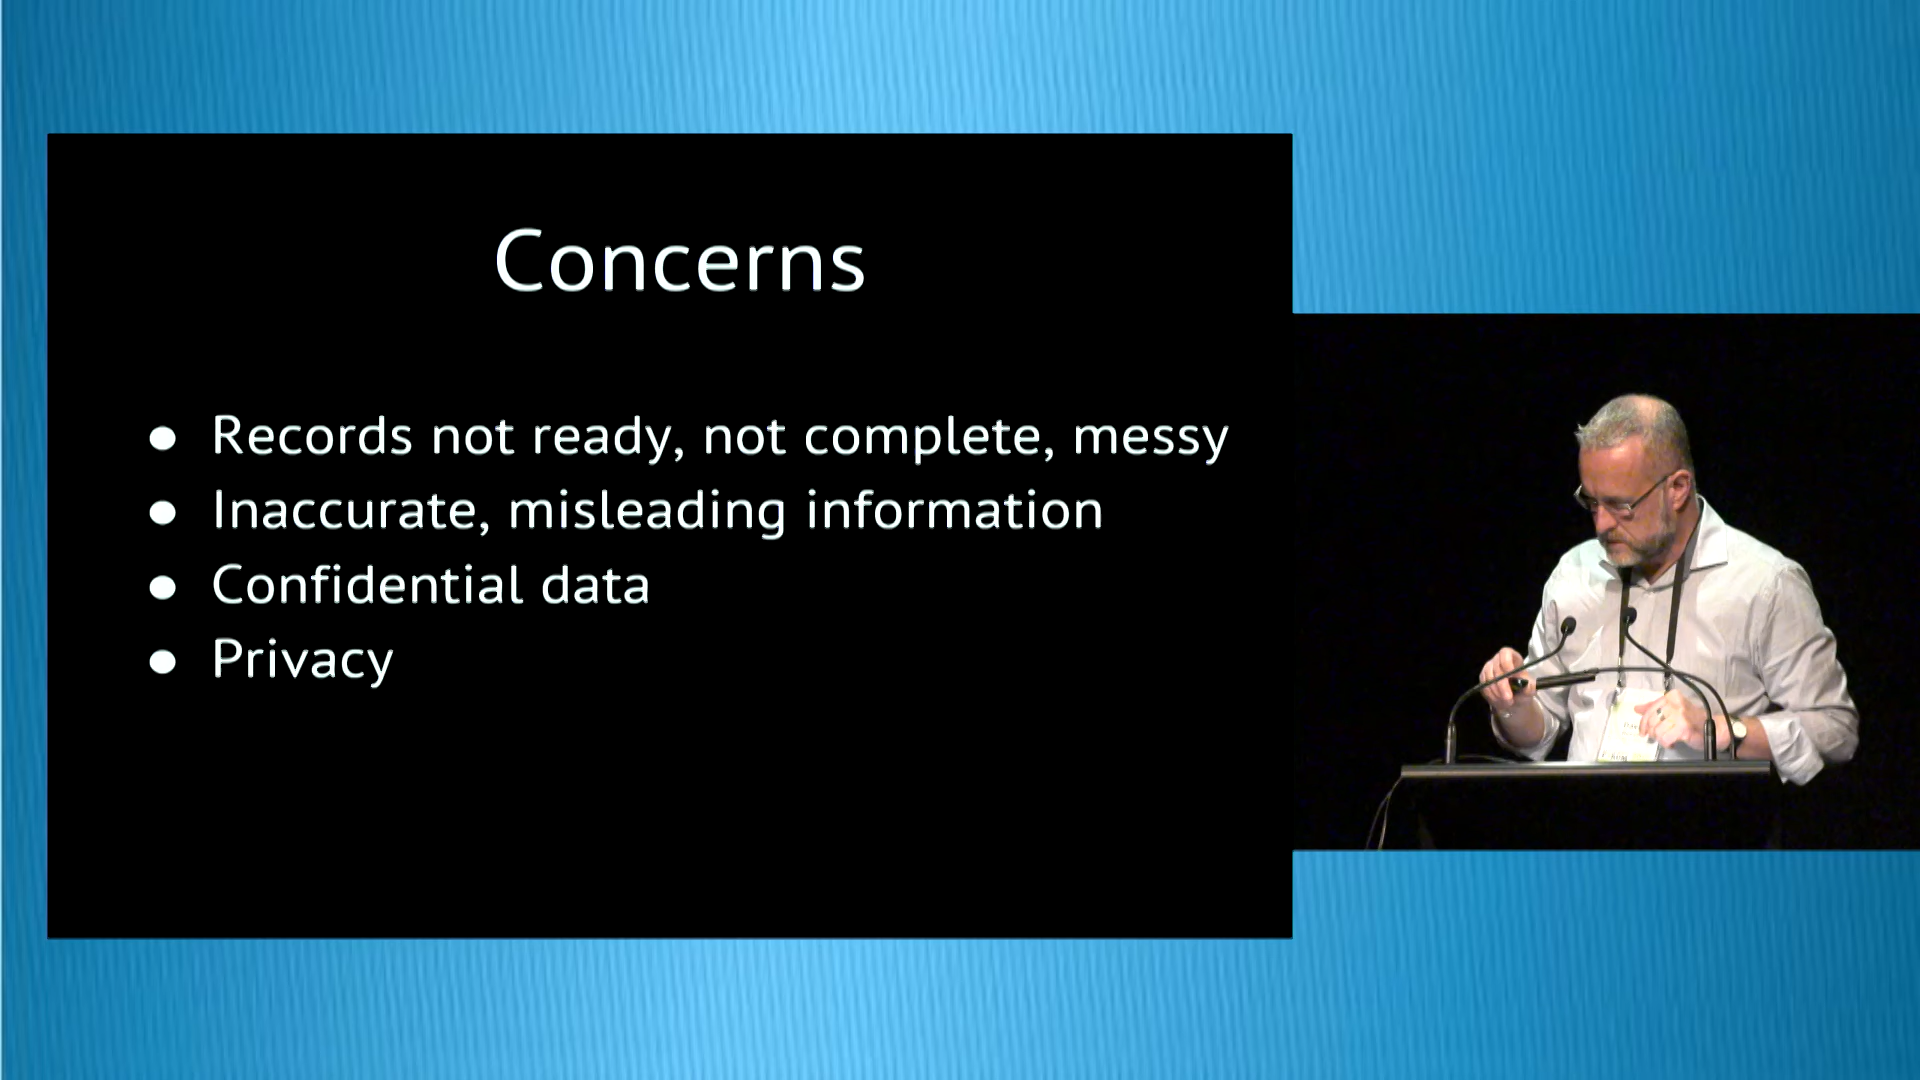 Concerns
● Records not ready, not complete, messy
● Inaccurate, misleading information
● Confidential data
● Privacy